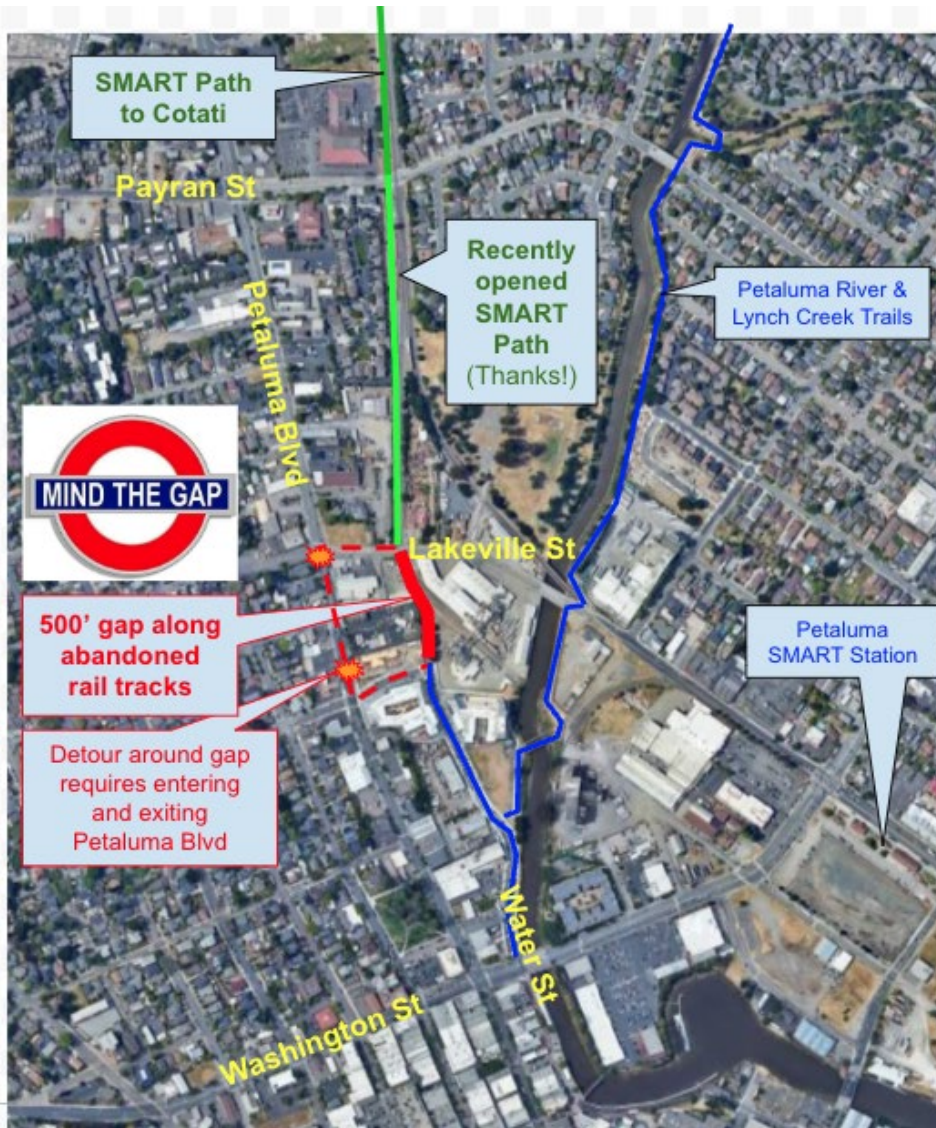 SMART Path
to Cotati
Payran St
Petaluma Blvd
Recently
opened
SMART
Path
(Thanks!)
Petaluma River &
Lynch Creek Trails
MIND THE GAP
Lakeville St
500’ gap along
abandoned
rail tracks
Petaluma
SMART Station
Detour around gap
requires entering
and exiting
Petaluma Blvd
Water St
Washington St